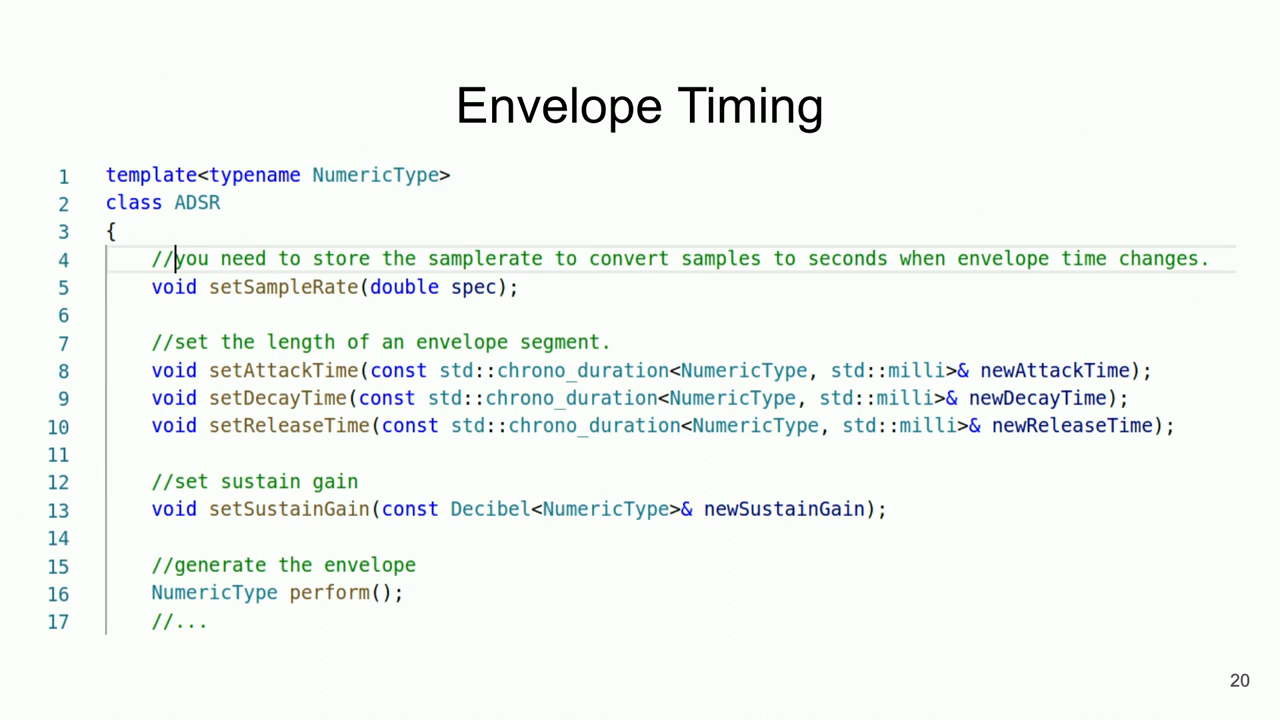 Envelope Timing
1 template<typename NumericType>
2 class ADSR
3 {
4 //you need to store the samplerate to convert samples to seconds when envelope time changes.
5 void setSampleRate(double spec);
6
7 //set the length of an envelope segment.
8 void setAttackTime(const std::chrono_duration<NumericType, std::milli>& newAttackTime);
9 void setDecayTime(const std::chrono_duration<NumericType, std::milli>& newDecayTime);
10 void setReleaseTime(const std::chrono_duration<NumericType, std::milli>& newReleaseTime);
11
12 //set sustain gain
13 void setSustainGain(const Decibel<NumericType>& newSustainGain);
14
15 //generate the envelope
16 NumericType perform();
17 //...
20